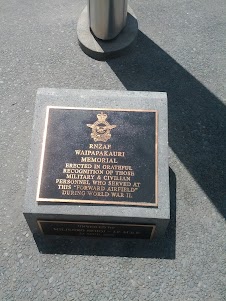 RNZAF
WAIPAPAKAURI
MEMORIAL
ERECTED IN GRATEFUL
RECOGNITION OF THOSE
MILITARY & CIVILIAN
PERSONNEL WHO SERVED AT
THIS "FORWARD AIRFIELD"
DURING WORLD WAR II.